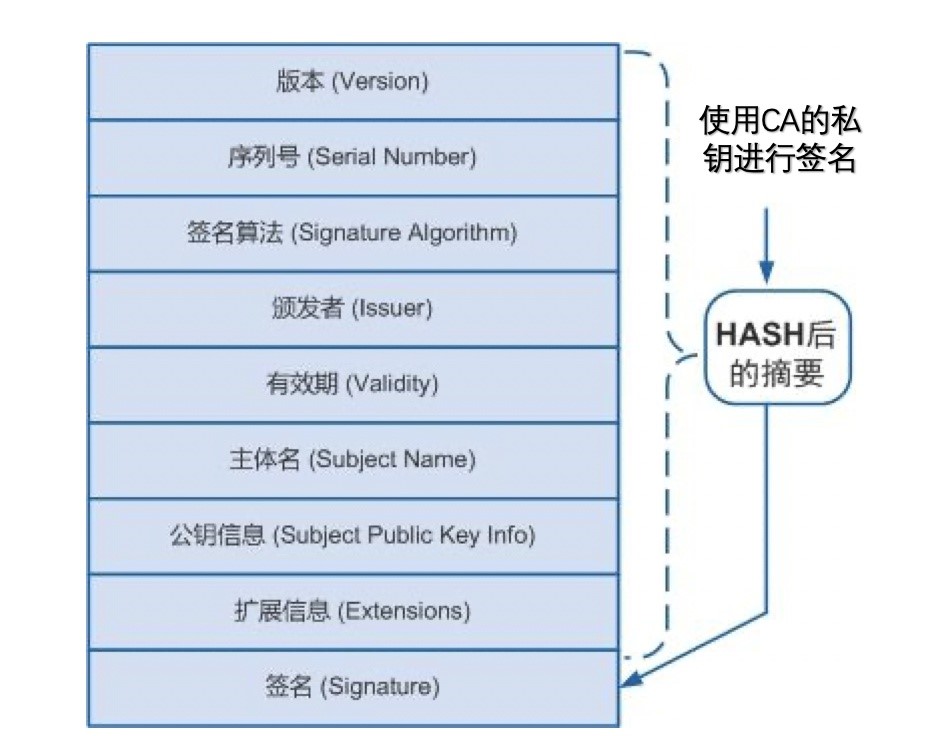 版本 (Version)
序列号 (Serial Number)
签名算法 (Signature Algorithm)
颁发者 (Issuer)
有效期 (Validity)
主体名 (Subject Name)
公钥信息 (Subject Public Key Info)
扩展信息 (Extensions)
签名 (Signature)
使用CA的私
钥进行签名
HASH后
的摘要